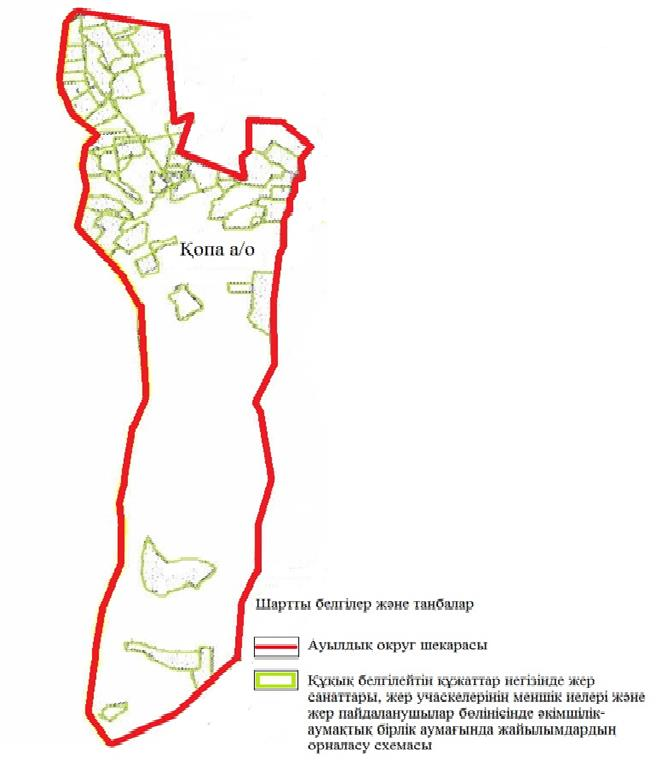 Қопа а/о
Шартты белгілер және танбалар
Ауылдық округ шекарасы
Құқық белгілейтін құжаттар негізінде жер
санаттары, жер учаскелерінің меншік иелері және
жер пайдаланушылар бөлінісінде әкімшілік-
аумақтық бірлік аумағында жайылымдардың
орналасу схемасы